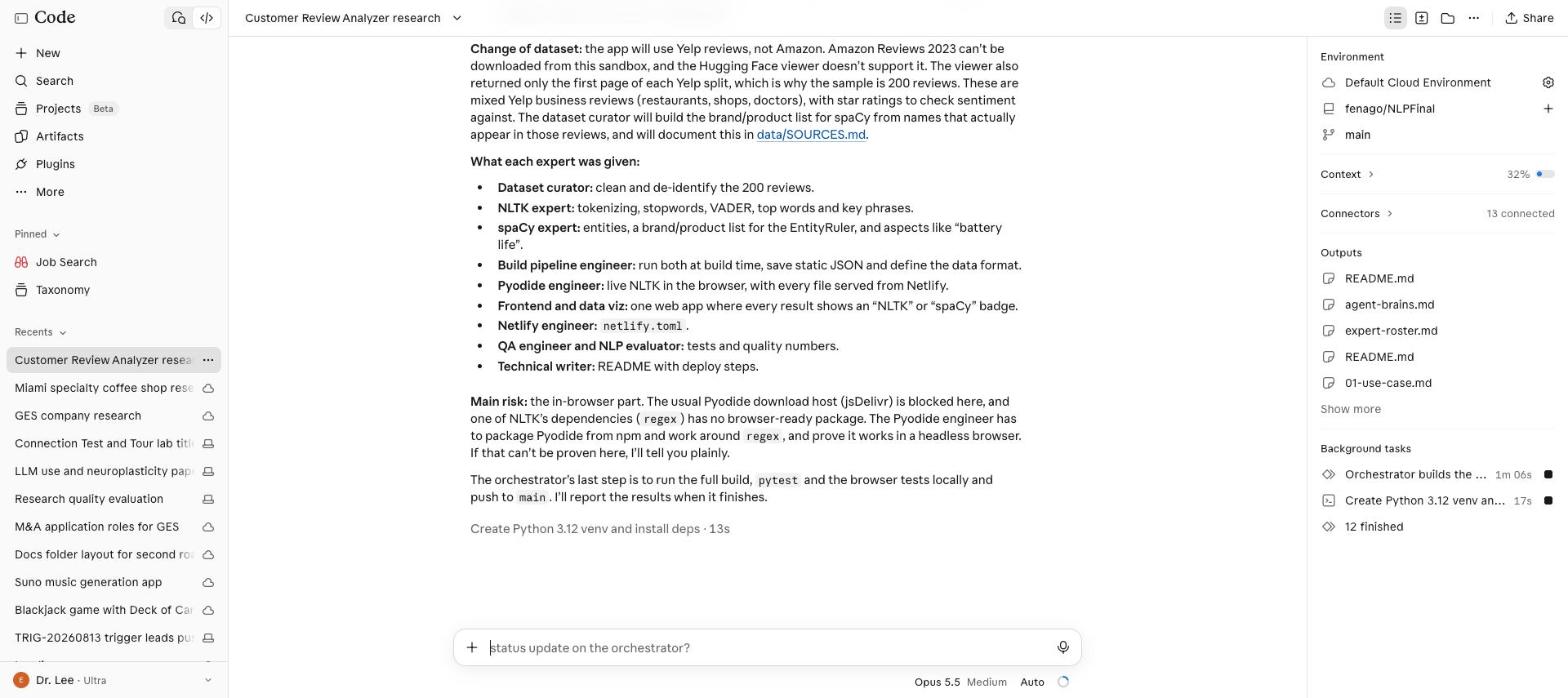 Code
New
Search
Projects Beta
Artifacts
Plugins
More
Pinned
Job Search
Taxonomy
Recents
Customer Review Analyzer resea
Miami specialty coffee shop rese
GES company research
Connection Test and Tour lab titl
LLM use and neuroplasticity pap
Research quality evaluation
M&A application roles for GES
Docs folder layout for second ro
Suno music generation app
Blackjack game with Deck of Car
TRIG-20260813 trigger leads pu
Dr. Lee · Ultra
Customer Review Analyzer research
Share
Change of dataset: the app will use Yelp reviews, not Amazon. Amazon Reviews 2023 can't be
downloaded from this sandbox, and the Hugging Face viewer doesn't support it. The viewer also
returned only the first page of each Yelp split, which is why the sample is 200 reviews. These are
mixed Yelp business reviews (restaurants, shops, doctors), with star ratings to check sentiment
against. The dataset curator will build the brand/product list for spaCy from names that actually
appear in those reviews, and will document this in data/SOURCES.md.
What each expert was given:
• Dataset curator: clean and de-identify the 200 reviews.
• NLTK expert: tokenizing, stopwords, VADER, top words and key phrases.
• spaCy expert: entities, a brand/product list for the EntityRuler, and aspects like “battery
life”.
• Build pipeline engineer: run both at build time, save static JSON and define the data format.
• Pyodide engineer: live NLTK in the browser, with every file served from Netlify.
• Frontend and data viz: one web app where every result shows an “NLTK” or “spaCy” badge.
• Netlify engineer: netlify.toml.
• QA engineer and NLP evaluator: tests and quality numbers.
• Technical writer: README with deploy steps.
Main risk: the in-browser part. The usual Pyodide download host (jsDelivr) is blocked here, and
one of NLTK's dependencies (regex) has no browser-ready package. The Pyodide engineer has
to package Pyodide from npm and work around regex, and prove it works in a headless browser.
If that can't be proven here, I'll tell you plainly.
The orchestrator's last step is to run the full build, pytest and the browser tests locally and
push to main. I'll report the results when it finishes.
Create Python 3.12 venv and install deps · 13s
status update on the orchestrator?
Opus 5.5 Medium Auto
Environment
Default Cloud Environment
fenago/NLPFinal
main
Context 32%
Connectors 13 connected
Outputs
README.md
agent-brains.md
expert-roster.md
README.md
01-use-case.md
Show more
Background tasks
Orchestrator builds the ... 1m 06s
Create Python 3.12 venv an... 17s
12 finished